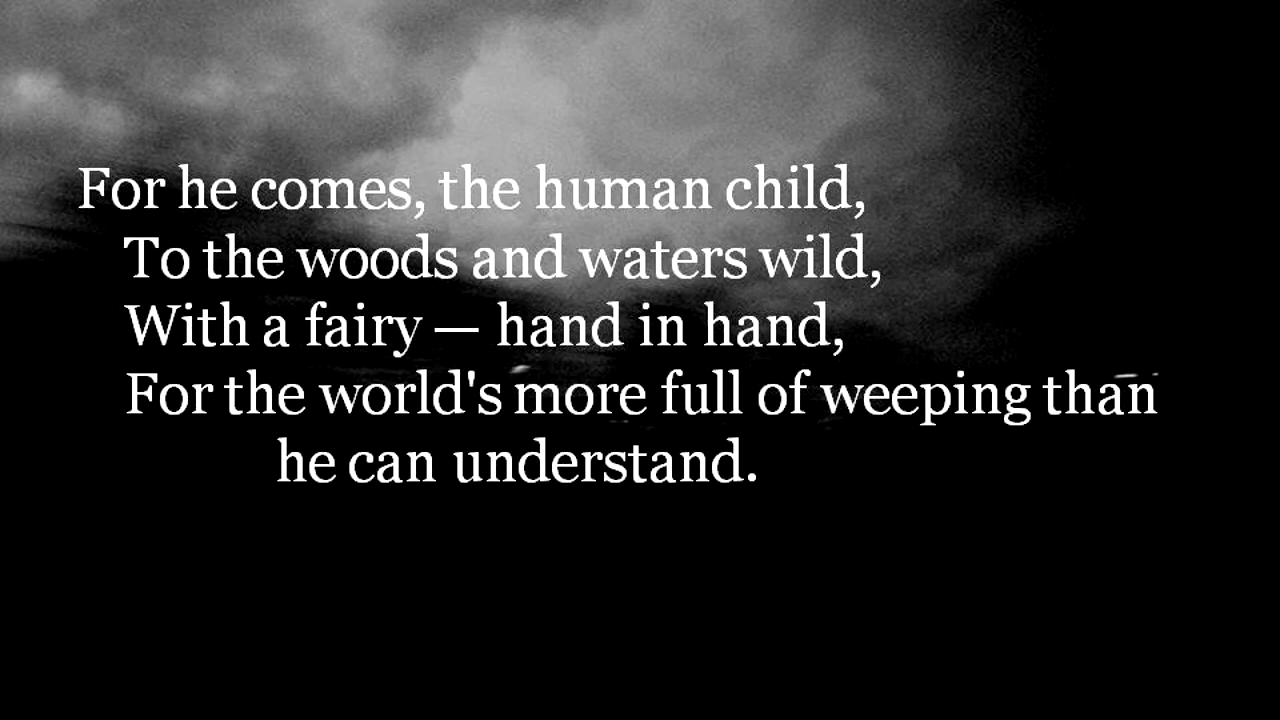 For he comes, the human child,
To the woods and waters wild,
With a fairy — hand in hand,
For the world's more full of weeping than
he can understand.